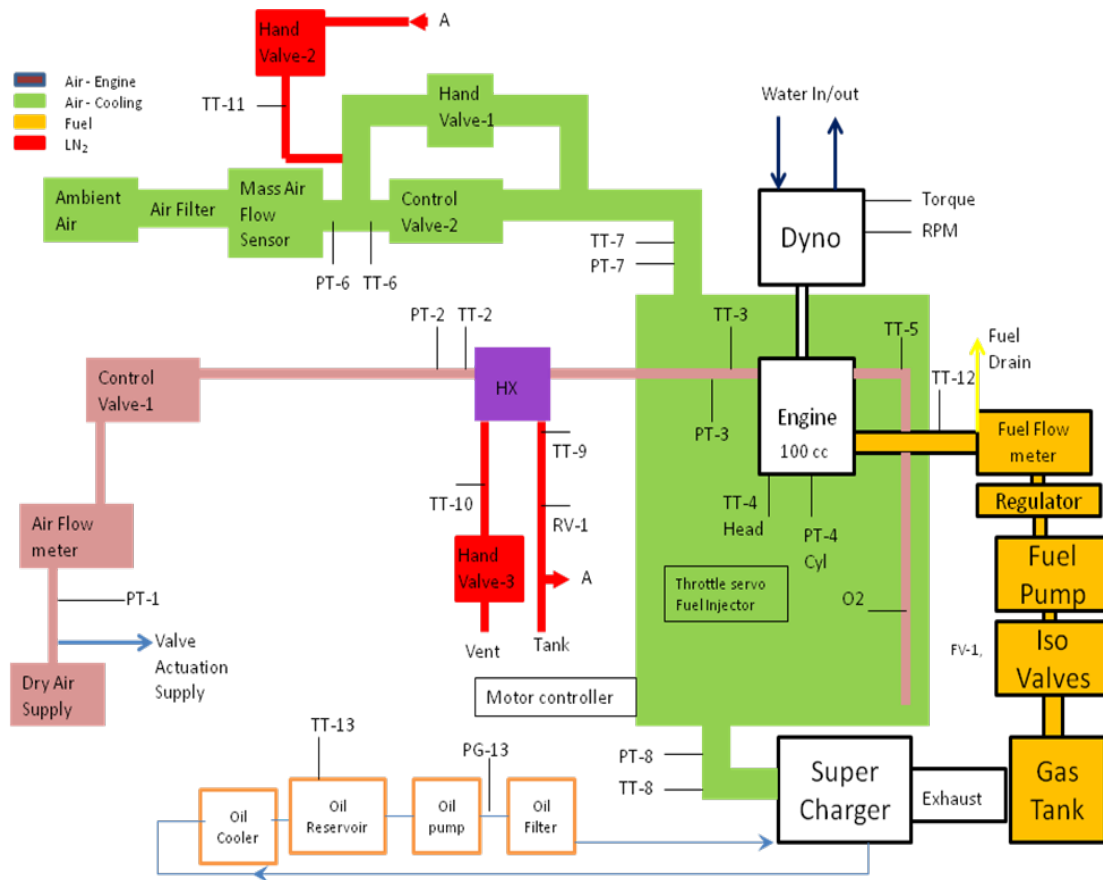 Hand
Valve-2
A
Air - Engine
Air - Cooling
Fuel
LN2
TT-11
Hand
Valve-1
Water In/out
Ambient
Air
Air Filter
Mass Air
Flow
Sensor
Control
Valve-2
Torque
Dyno
RPM
TT-7
PT-7
PT-6
TT-6
PT-2
TT-2
TT-3
TT-5
Fuel
Drain
TT-12
Control
Valve-1
HX
Engine
100 cc
PT-3
Fuel Flow
meter
TT-9
TT-10
RV-1
TT-4
Head
PT-4
Cyl
Regulator
Air Flow
meter
Hand
Valve-3
A
Fuel
Pump
Throttle servo
Fuel Injector
O2
PT-1
Valve
Actuation
Supply
Vent
Tank
FV-1,
Iso
Valves
Dry Air
Supply
Motor controller
TT-13
PG-13
PT-8
TT-8
Super
Charger
Exhaust
Gas
Tank
Oil
Cooler
Oil
Reservoir
Oil
pump
Oil
Filter